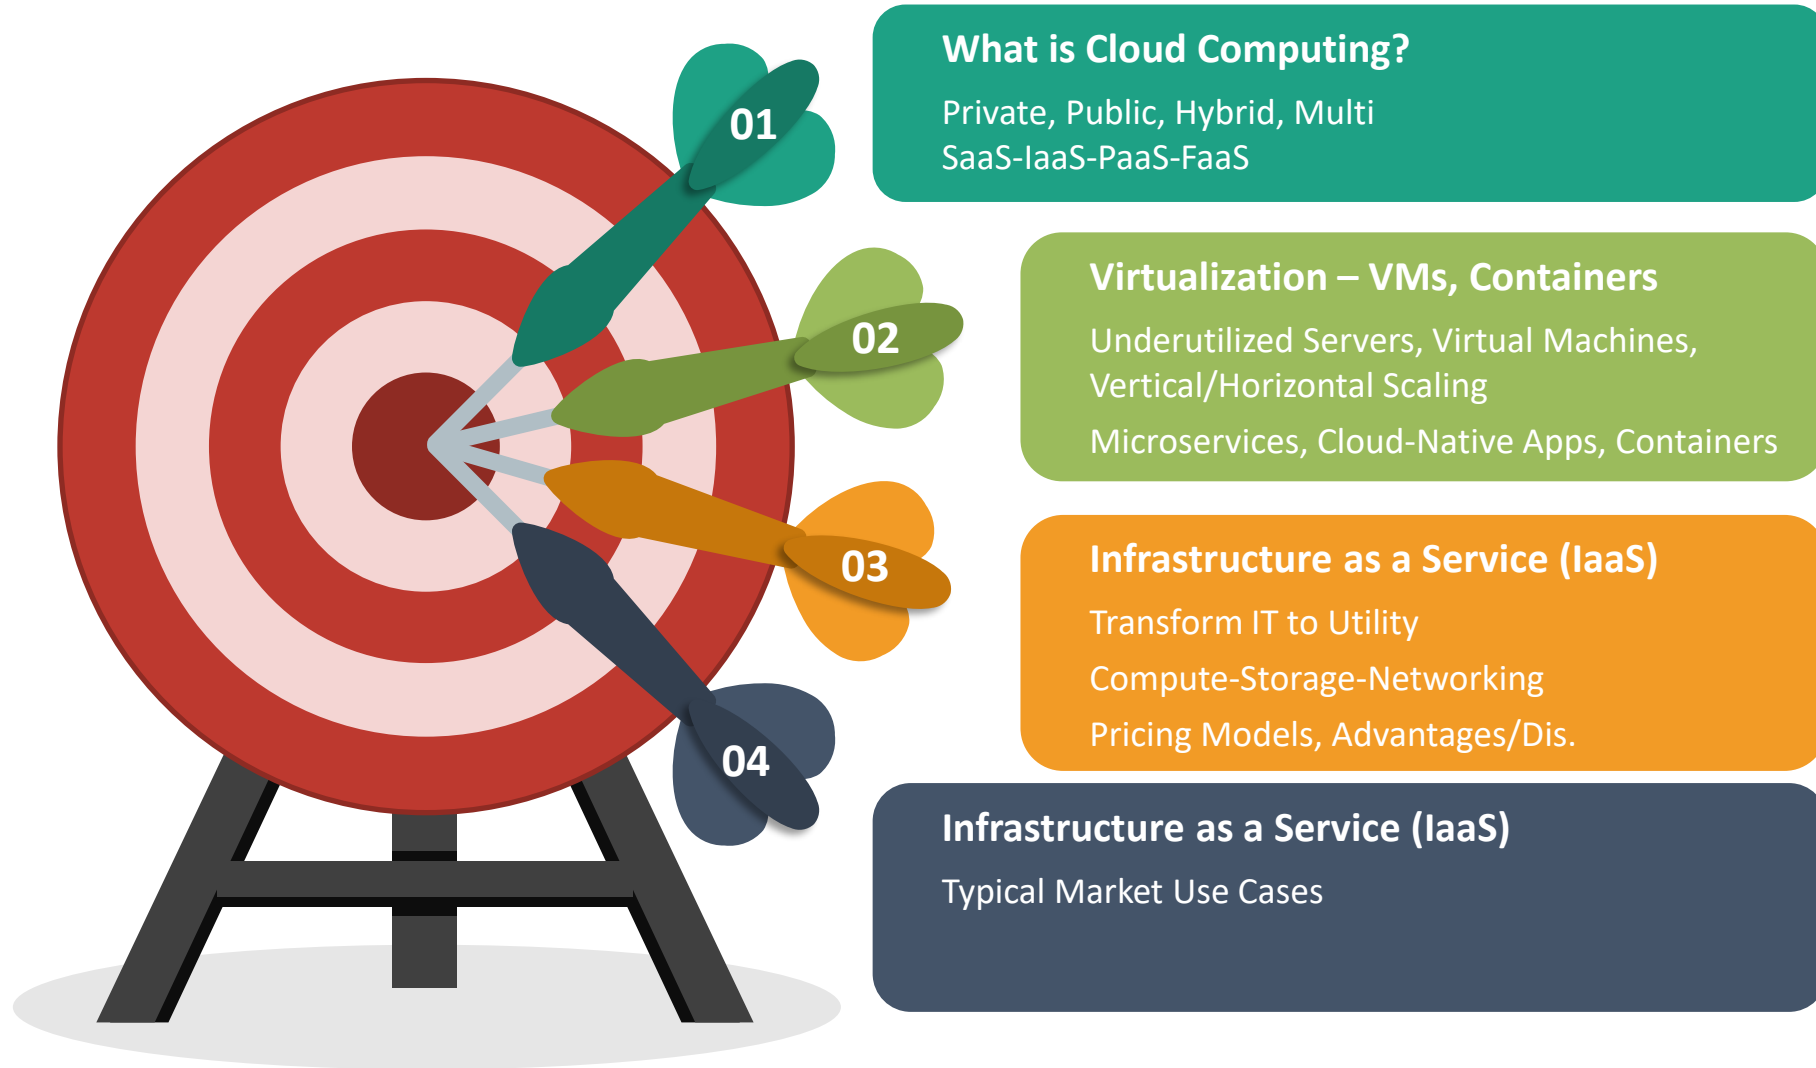 01
What is Cloud Computing?
Private, Public, Hybrid, Multi
SaaS-IaaS-PaaS-FaaS
02
Virtualization – VMs, Containers
Underutilized Servers, Virtual Machines,
Vertical/Horizontal Scaling
Microservices, Cloud-Native Apps, Containers
03
Infrastructure as a Service (IaaS)
Transform IT to Utility
Compute-Storage-Networking
Pricing Models, Advantages/Dis.
04
Infrastructure as a Service (IaaS)
Typical Market Use Cases